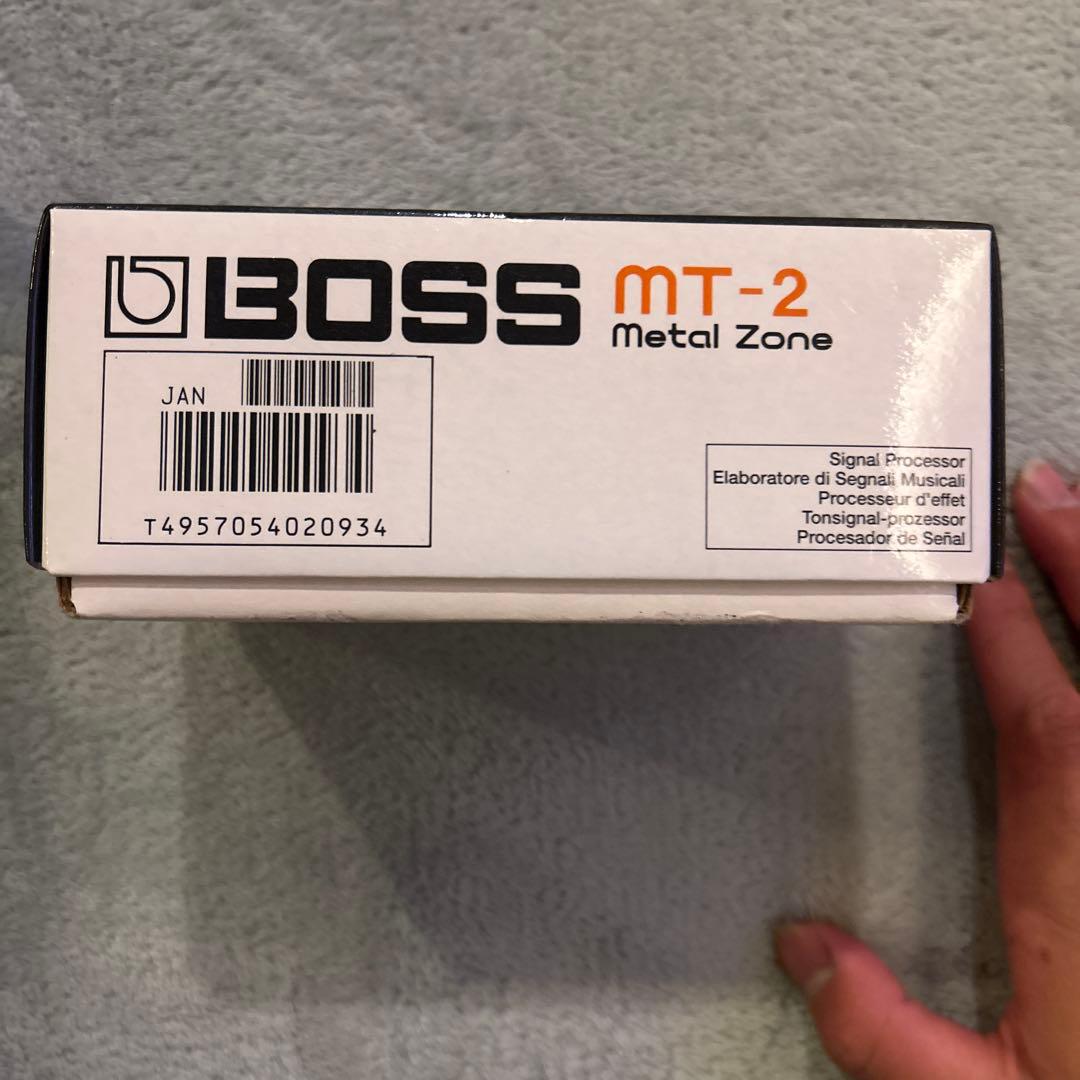 BOSS MT-2
Metal Zone
JAN
T4957054020934
Signal Processor
Elaboratore di Segnali Musicali
Processeur d'effet
Tonsignal-prozessor
Procesador de Señal